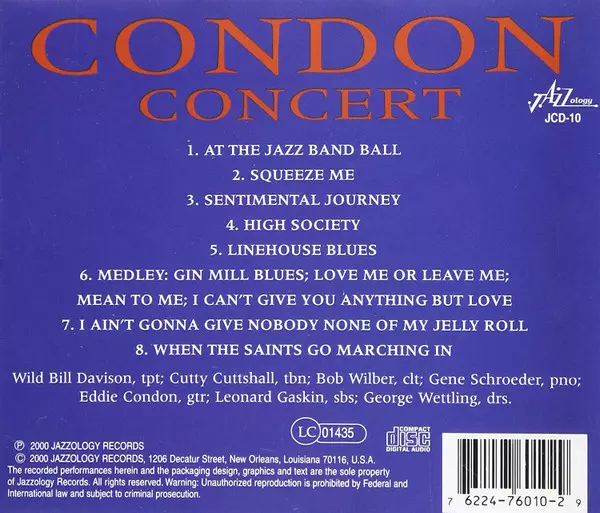 CONDON
CONCERT
JAZZology
JCD-10
1. AT THE JAZZ BAND BALL
2. SQUEEZE ME
3. SENTIMENTAL JOURNEY
4. HIGH SOCIETY
5. LINEHOUSE BLUES
6. MEDLEY: GIN MILL BLUES; LOVE ME OR LEAVE ME;
MEAN TO ME; I CAN'T GIVE YOU ANYTHING BUT LOVE
7. I AIN'T GONNA GIVE NOBODY NONE OF MY JELLY ROLL
8. WHEN THE SAINTS GO MARCHING IN
Wild Bill Davison, tpt; Cutty Cuttshall, tbn; Bob Wilber, clt; Gene Schroeder, pno;
Eddie Condon, gtr; Leonard Gaskin, sbs; George Wettling, drs.
LC 01435
COMPACT
disc
DIGITAL AUDIO
℗ 2000 JAZZOLOGY RECORDS
© 2000 JAZZOLOGY RECORDS, 1206 Decatur Street, New Orleans, Louisiana 70116, U.S.A.
The recorded performances herein and the packaging design, graphics and text are the sole property
of Jazzology Records. All rights reserved. Warning: Unauthorized reproduction is prohibited by Federal and
International law and subject to criminal prosecution.
7 6224-76010-2 9